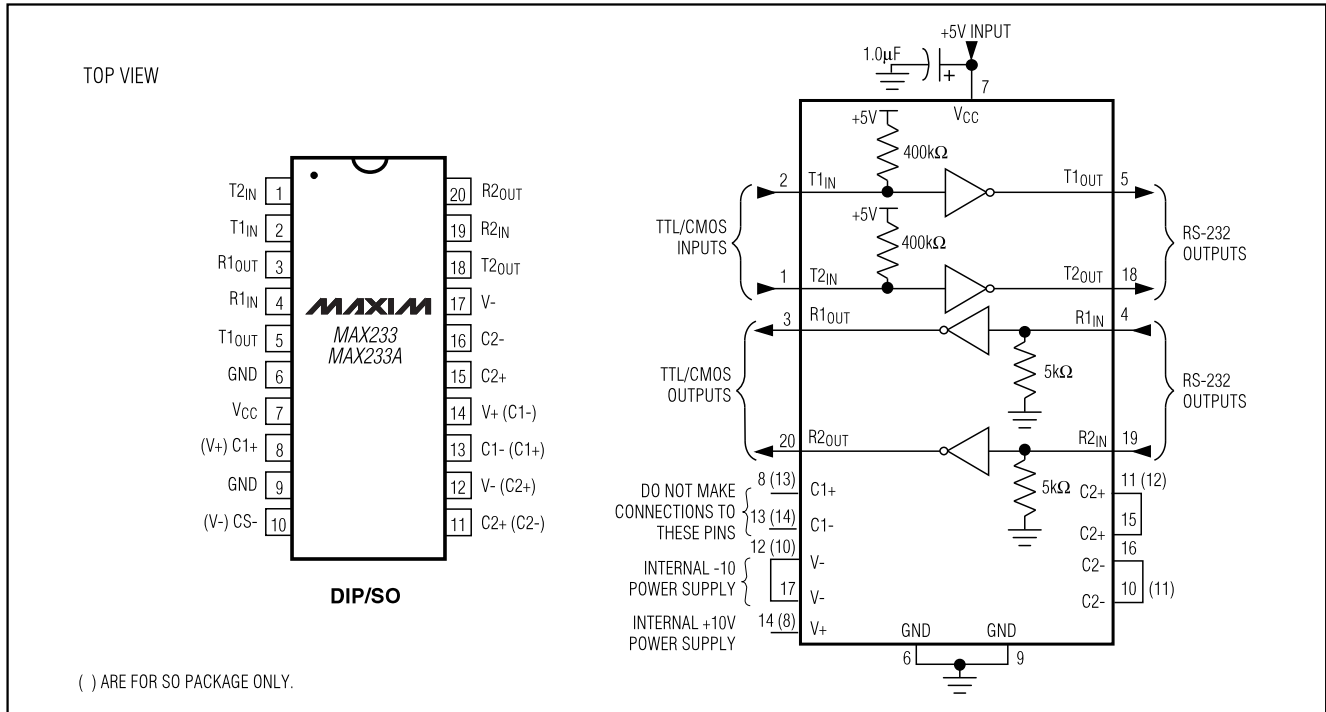 TOP VIEW
T2IN 1
T1IN 2
R1OUT 3
R1IN 4
T1OUT 5
GND 6
VCC 7
(V+) C1+ 8
GND 9
(V-) CS- 10
20 R2OUT
19 R2IN
18 T2OUT
17 V-
16 C2-
15 C2+
14 V+ (C1-)
13 C1- (C1+)
12 V- (C2+)
11 C2+ (C2-)
MAXIM
MAX233
MAX233A
DIP/SO
( ) ARE FOR SO PACKAGE ONLY.
+5V INPUT
1.0µF
+
7
VCC
+5V
400kΩ
2 T1IN
T1OUT 5
+5V
400kΩ
TTL/CMOS
INPUTS
RS-232
OUTPUTS
1 T2IN
T2OUT 18
3 R1OUT
R1IN 4
5kΩ
TTL/CMOS
OUTPUTS
RS-232
OUTPUTS
20 R2OUT
R2IN 19
5kΩ
DO NOT MAKE
CONNECTIONS TO
THESE PINS
8 (13) C1+
13 (14) C1-
INTERNAL -10
POWER SUPPLY
12 (10) V-
17 V-
INTERNAL +10V
POWER SUPPLY
14 (8) V+
C2+ 11 (12)
C2+ 15
C2- 16
C2- 10 (11)
GND GND
6 9